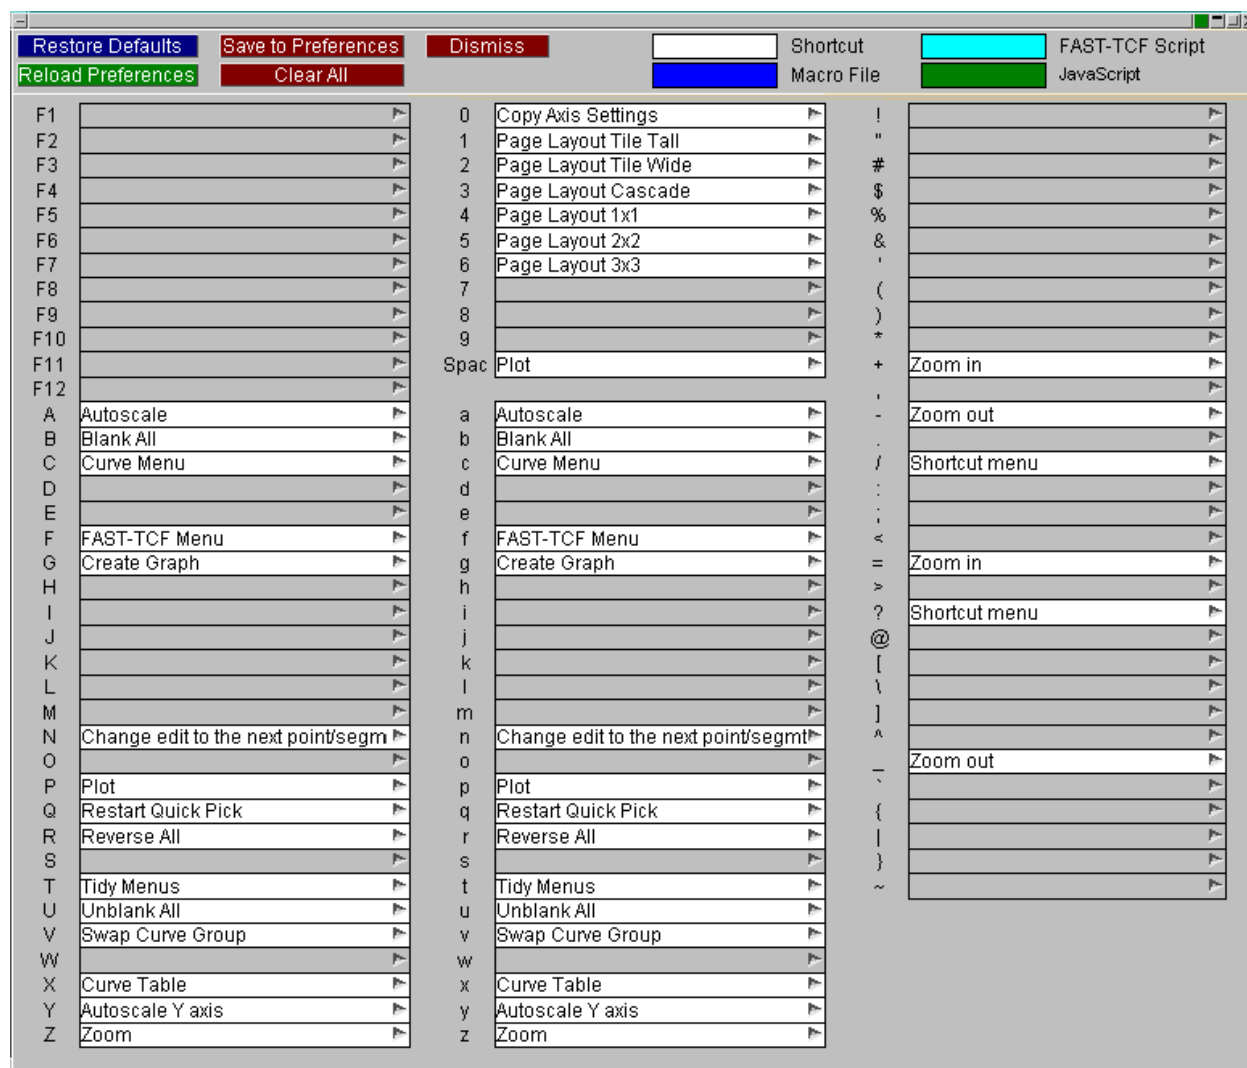 Restore Defaults Save to Preferences Dismiss Shortcut FAST-TCF Script
Reload Preferences Clear All Macro File JavaScript
F1 0 Copy Axis Settings !
F2 1 Page Layout Tile Tall "
F3 2 Page Layout Tile Wide #
F4 3 Page Layout Cascade $
F5 4 Page Layout 1x1 %
F6 5 Page Layout 2x2 &
F7 6 Page Layout 3x3 '
F8 7 (
F9 8 )
F10 9 *
F11 Spac Plot + Zoom in
F12 ,
A Autoscale a Autoscale - Zoom out
B Blank All b Blank All .
C Curve Menu c Curve Menu / Shortcut menu
D d :
E e ;
F FAST-TCF Menu f FAST-TCF Menu <
G Create Graph g Create Graph = Zoom in
H h >
I i ? Shortcut menu
J j @
K k [
L l \
M m ]
N Change edit to the next point/segm n Change edit to the next point/segmt ^
O o _ Zoom out
P Plot p Plot `
Q Restart Quick Pick q Restart Quick Pick {
R Reverse All r Reverse All |
S s }
T Tidy Menus t Tidy Menus ~
U Unblank All u Unblank All
V Swap Curve Group v Swap Curve Group
W w
X Curve Table x Curve Table
Y Autoscale Y axis y Autoscale Y axis
Z Zoom z Zoom